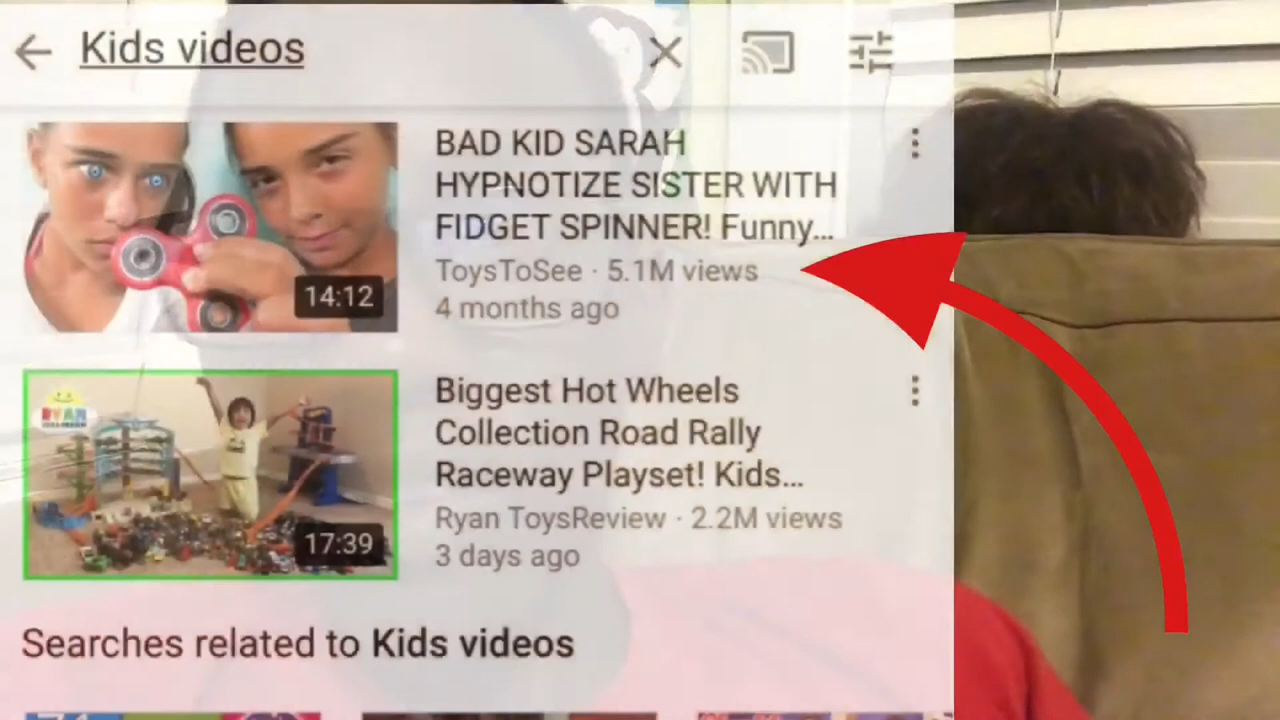 Kids videos
BAD KID SARAH
HYPNOTIZE SISTER WITH
FIDGET SPINNER! Funny...
ToysToSee · 5.1M views
4 months ago
14:12
RYAN
Biggest Hot Wheels
Collection Road Rally
Raceway Playset! Kids...
Ryan ToysReview · 2.2M views
3 days ago
17:39
Searches related to Kids videos